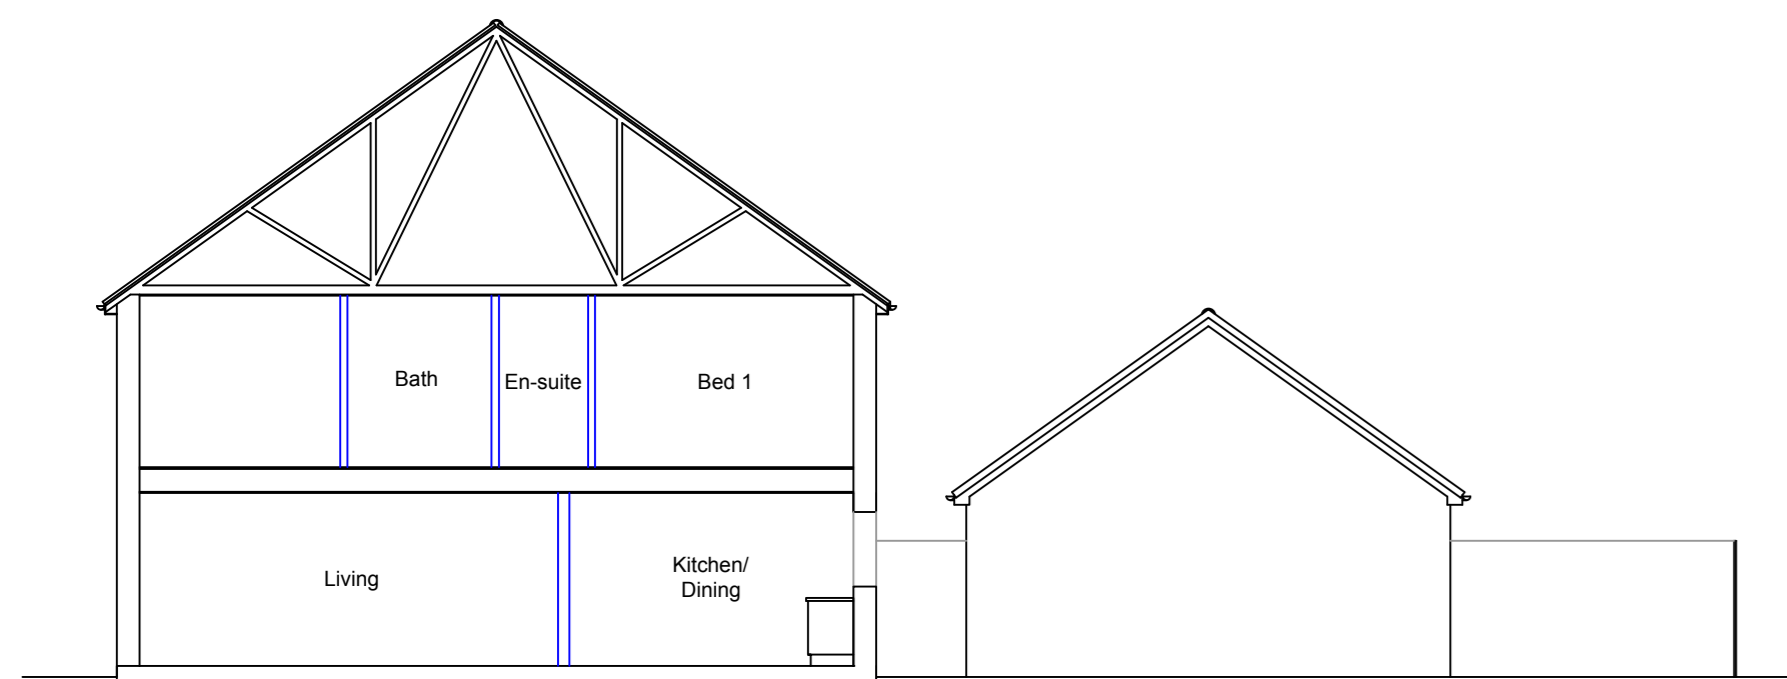 Bath
En-suite
Bed 1
Living
Kitchen/
Dining